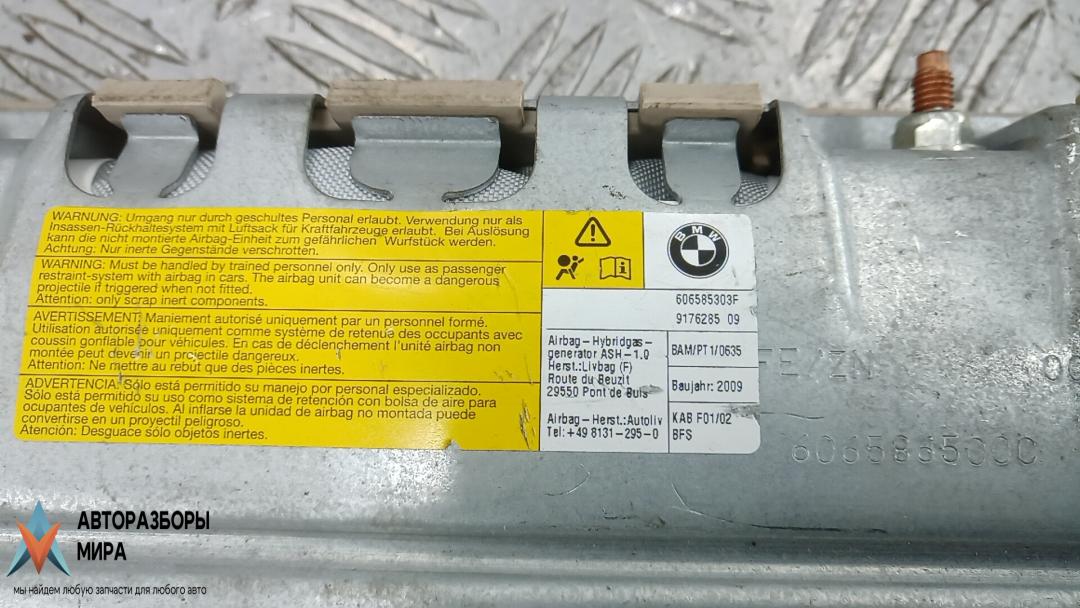 WARNUNG: Umgang nur durch geschultes Personal erlaubt. Verwendung nur als
Insassen-Rückhaltesystem mit Luftsack für Kraftfahrzeuge erlaubt. Bei Auslösung
kann die nicht montierte Airbag-Einheit zum gefährlichen Wurfstück werden.
Achtung: Nur inerte Gegenstände verschrotten.
WARNING: Must be handled by trained personnel only. Only use as passenger
restraint-system with airbag in cars. The airbag unit can become a dangerous
projectile if triggered when not fitted.
Attention: only scrap inert components.
AVERTISSEMENT: Maniement autorisé uniquement par un personnel formé.
Utilisation autorisée uniquement comme système de retenue des occupants avec
coussin gonflable pour véhicules. En cas de déclenchement l'unité airbag non
montée peut devenir un projectile dangereux.
Attention: Ne mettre au rebut que des pièces inertes.
ADVERTENCIA: Sólo está permitido su manejo por personal especializado.
Sólo está permitido su uso como sistema de retención con bolsa de aire para
ocupantes de vehículos. Al inflarse la unidad de airbag no montada puede
convertirse en un proyectil peligroso.
Atención: Desguace sólo objetos inertes.
BMW
606585303F
9176285 09
Airbag-Hybridgas-
generator ASH-1.0
Herst.:Livbag (F)
Route du Beuzit
29550 Pont de Buis
BAM/PT1/0635
Baujahr: 2009
Airbag-Herst.:Autoliv
Tel:+49 8131-295-0
KAB F01/02
BFS
АВТОРАЗБОРЫ
МИРА
мы найдем любую запчасти для любого авто